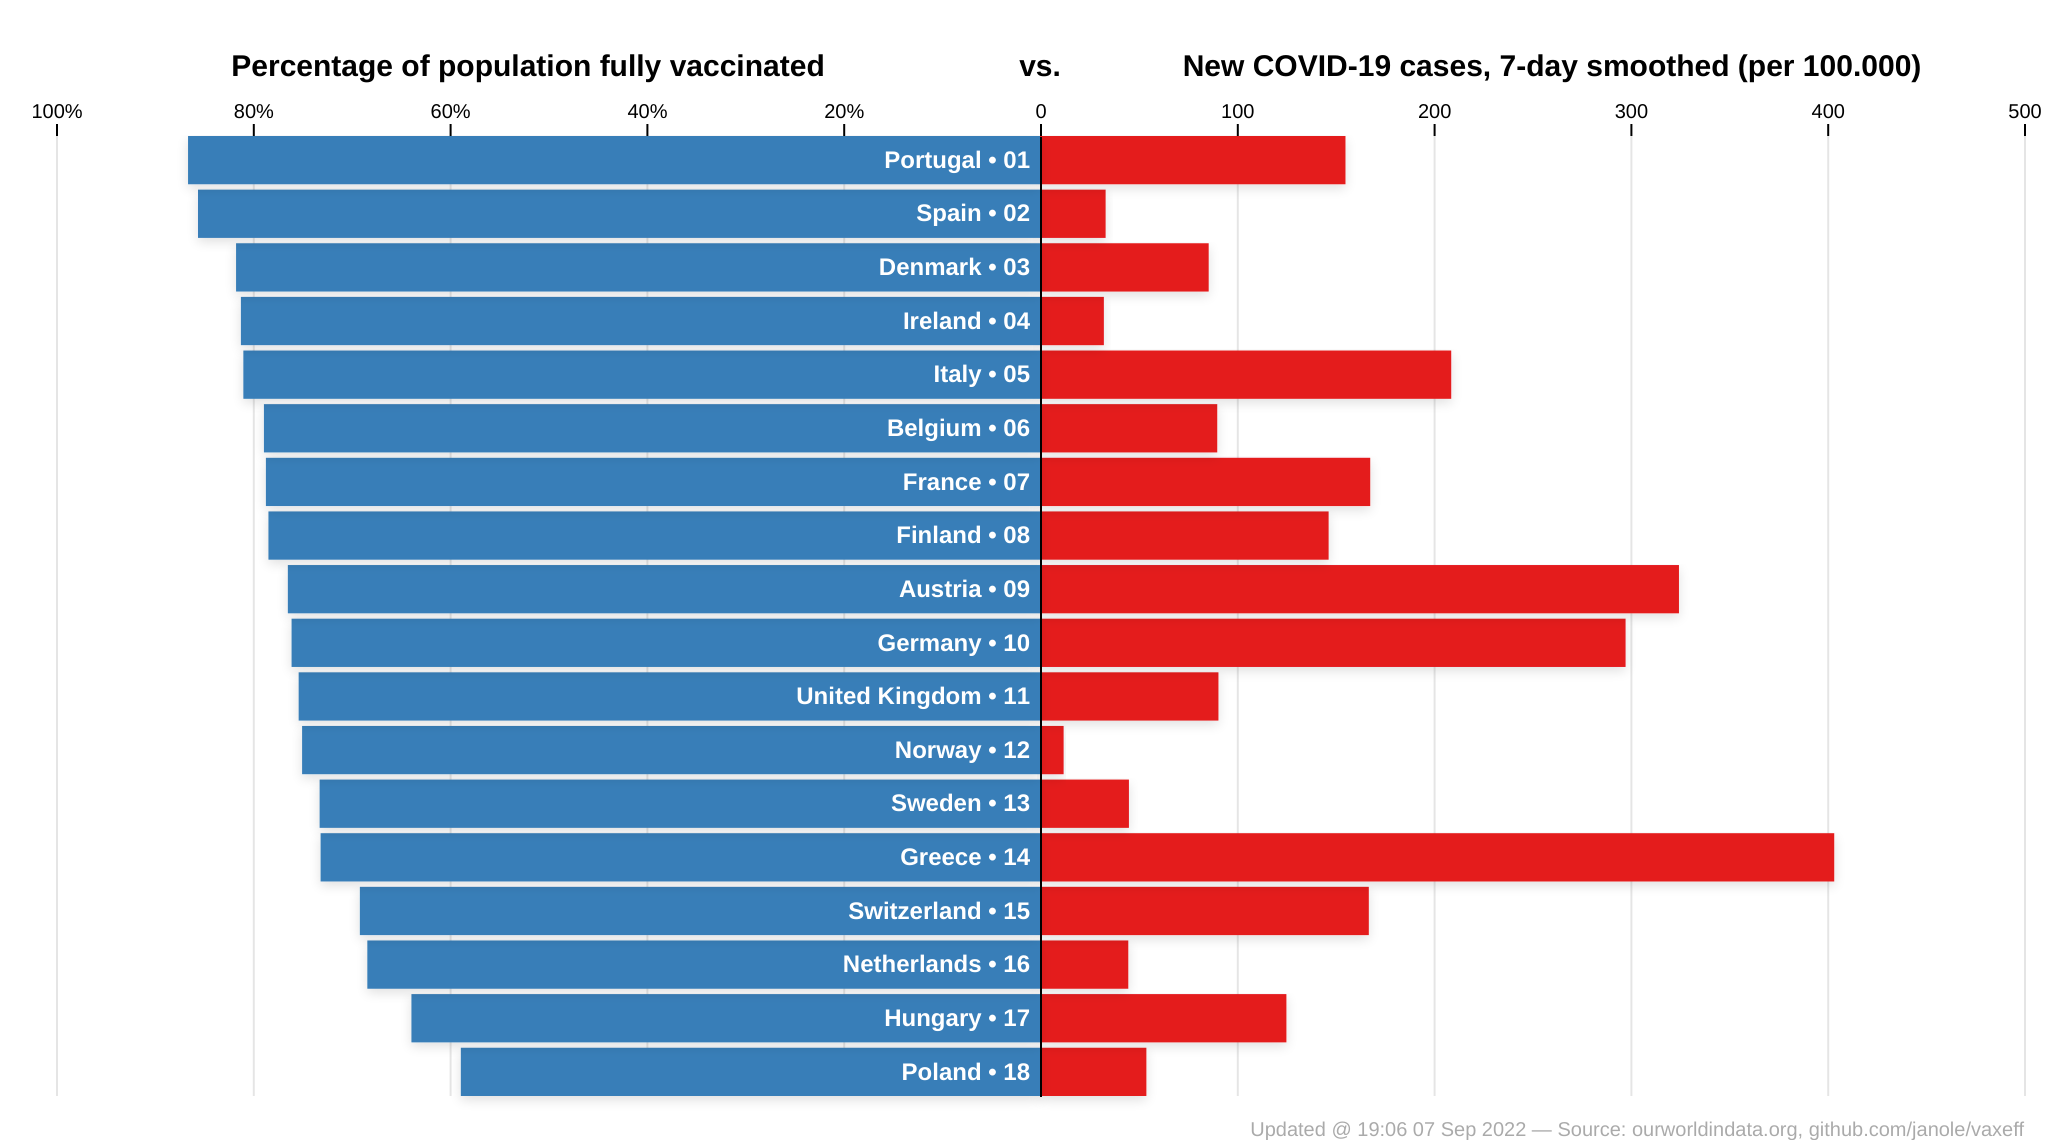 Percentage of population fully vaccinated vs. New COVID-19 cases, 7-day smoothed (per 100.000)
100% 80% 60% 40% 20% 0 100 200 300 400 500
Portugal • 01
Spain • 02
Denmark • 03
Ireland • 04
Italy • 05
Belgium • 06
France • 07
Finland • 08
Austria • 09
Germany • 10
United Kingdom • 11
Norway • 12
Sweden • 13
Greece • 14
Switzerland • 15
Netherlands • 16
Hungary • 17
Poland • 18
Updated @ 19:06 07 Sep 2022 — Source: ourworldindata.org, github.com/janole/vaxeff